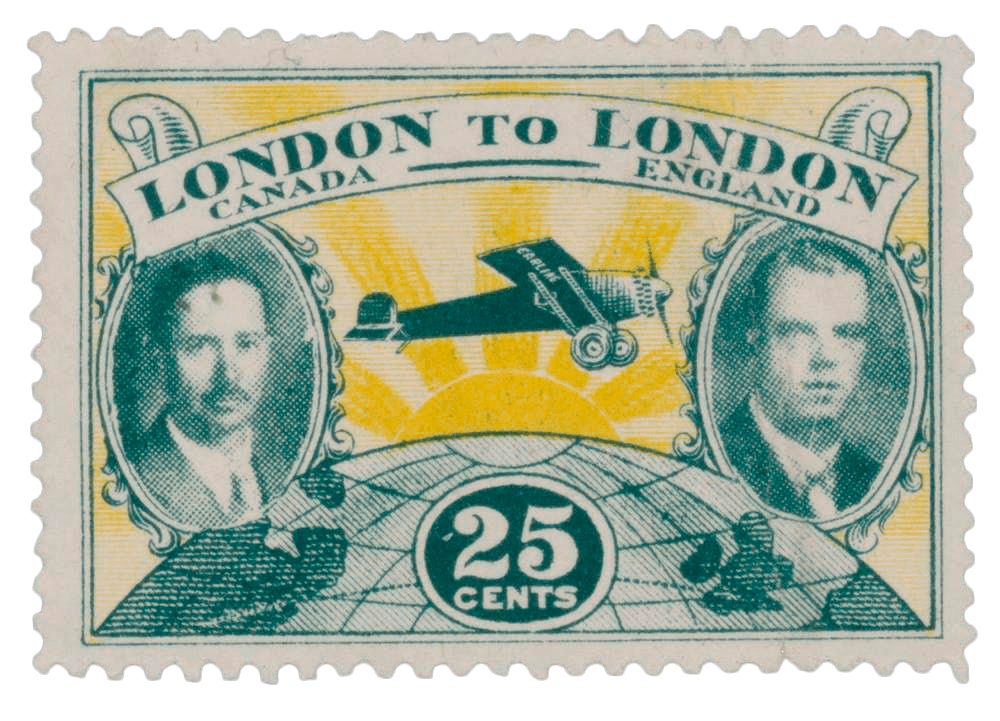 LONDON TO LONDON
CANADA ENGLAND
CARLING
25
CENTS